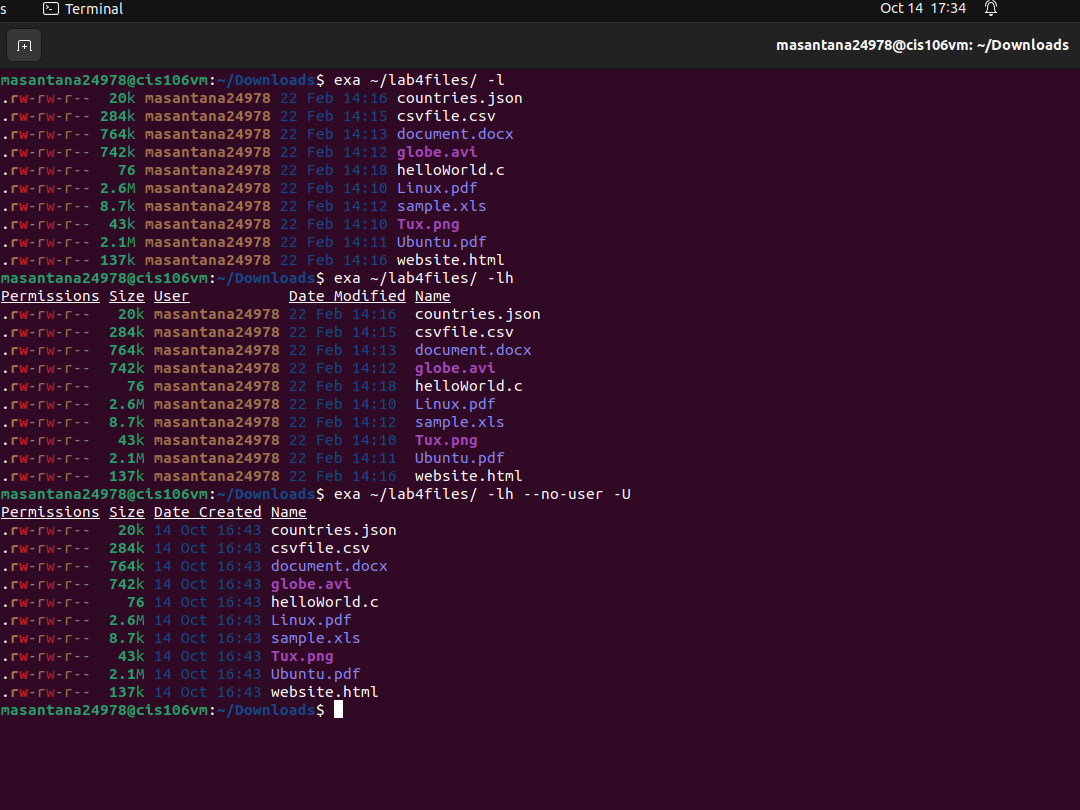 s Terminal Oct 14 17:34
masantana24978@cis106vm: ~/Downloads
masantana24978@cis106vm:~/Downloads$ exa ~/lab4files/ -l
.rw-rw-r-- 20k masantana24978 22 Feb 14:16 countries.json
.rw-rw-r-- 284k masantana24978 22 Feb 14:15 csvfile.csv
.rw-rw-r-- 764k masantana24978 22 Feb 14:13 document.docx
.rw-rw-r-- 742k masantana24978 22 Feb 14:12 globe.avi
.rw-rw-r-- 76 masantana24978 22 Feb 14:18 helloWorld.c
.rw-rw-r-- 2.6M masantana24978 22 Feb 14:10 Linux.pdf
.rw-rw-r-- 8.7k masantana24978 22 Feb 14:12 sample.xls
.rw-rw-r-- 43k masantana24978 22 Feb 14:10 Tux.png
.rw-rw-r-- 2.1M masantana24978 22 Feb 14:11 Ubuntu.pdf
.rw-rw-r-- 137k masantana24978 22 Feb 14:16 website.html
masantana24978@cis106vm:~/Downloads$ exa ~/lab4files/ -lh
Permissions Size User Date Modified Name
.rw-rw-r-- 20k masantana24978 22 Feb 14:16 countries.json
.rw-rw-r-- 284k masantana24978 22 Feb 14:15 csvfile.csv
.rw-rw-r-- 764k masantana24978 22 Feb 14:13 document.docx
.rw-rw-r-- 742k masantana24978 22 Feb 14:12 globe.avi
.rw-rw-r-- 76 masantana24978 22 Feb 14:18 helloWorld.c
.rw-rw-r-- 2.6M masantana24978 22 Feb 14:10 Linux.pdf
.rw-rw-r-- 8.7k masantana24978 22 Feb 14:12 sample.xls
.rw-rw-r-- 43k masantana24978 22 Feb 14:10 Tux.png
.rw-rw-r-- 2.1M masantana24978 22 Feb 14:11 Ubuntu.pdf
.rw-rw-r-- 137k masantana24978 22 Feb 14:16 website.html
masantana24978@cis106vm:~/Downloads$ exa ~/lab4files/ -lh --no-user -U
Permissions Size Date Created Name
.rw-rw-r-- 20k 14 Oct 16:43 countries.json
.rw-rw-r-- 284k 14 Oct 16:43 csvfile.csv
.rw-rw-r-- 764k 14 Oct 16:43 document.docx
.rw-rw-r-- 742k 14 Oct 16:43 globe.avi
.rw-rw-r-- 76 14 Oct 16:43 helloWorld.c
.rw-rw-r-- 2.6M 14 Oct 16:43 Linux.pdf
.rw-rw-r-- 8.7k 14 Oct 16:43 sample.xls
.rw-rw-r-- 43k 14 Oct 16:43 Tux.png
.rw-rw-r-- 2.1M 14 Oct 16:43 Ubuntu.pdf
.rw-rw-r-- 137k 14 Oct 16:43 website.html
masantana24978@cis106vm:~/Downloads$